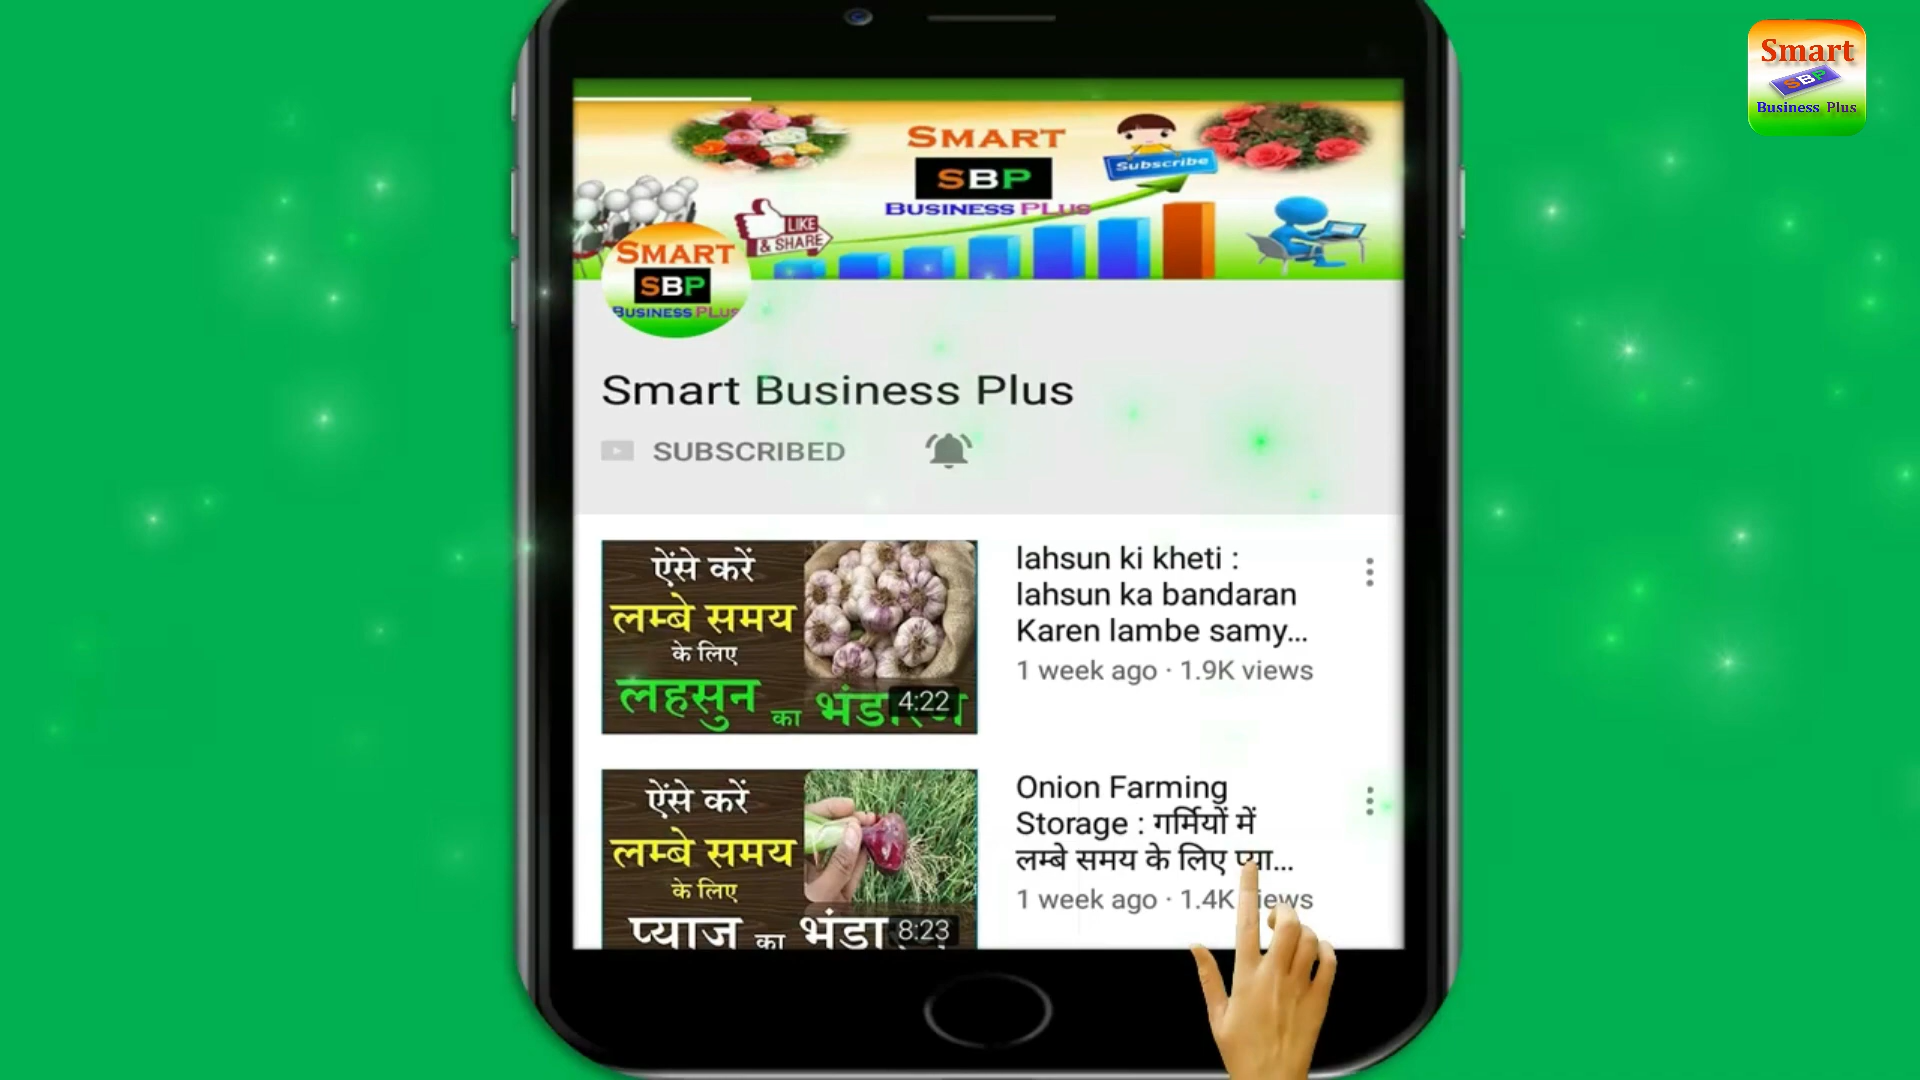 Smart
SBP
Business Plus
SMART
SBP
BUSINESS PLUS
Subscribe
LIKE
& SHARE
SMART
SBP
BUSINESS PLUS
Smart Business Plus
SUBSCRIBED
ऐंसे करें
लम्बे समय
के लिए
लहसुन का
4:22
lahsun ki kheti :
lahsun ka bandaran
Karen lambe samy...
1 week ago · 1.9K views
ऐंसे करें
लम्बे समय
के लिए
प्याज का
8:23
Onion Farming
Storage : गर्मियों में
लम्बे समय के लिए प्या...
1 week ago · 1.4K views